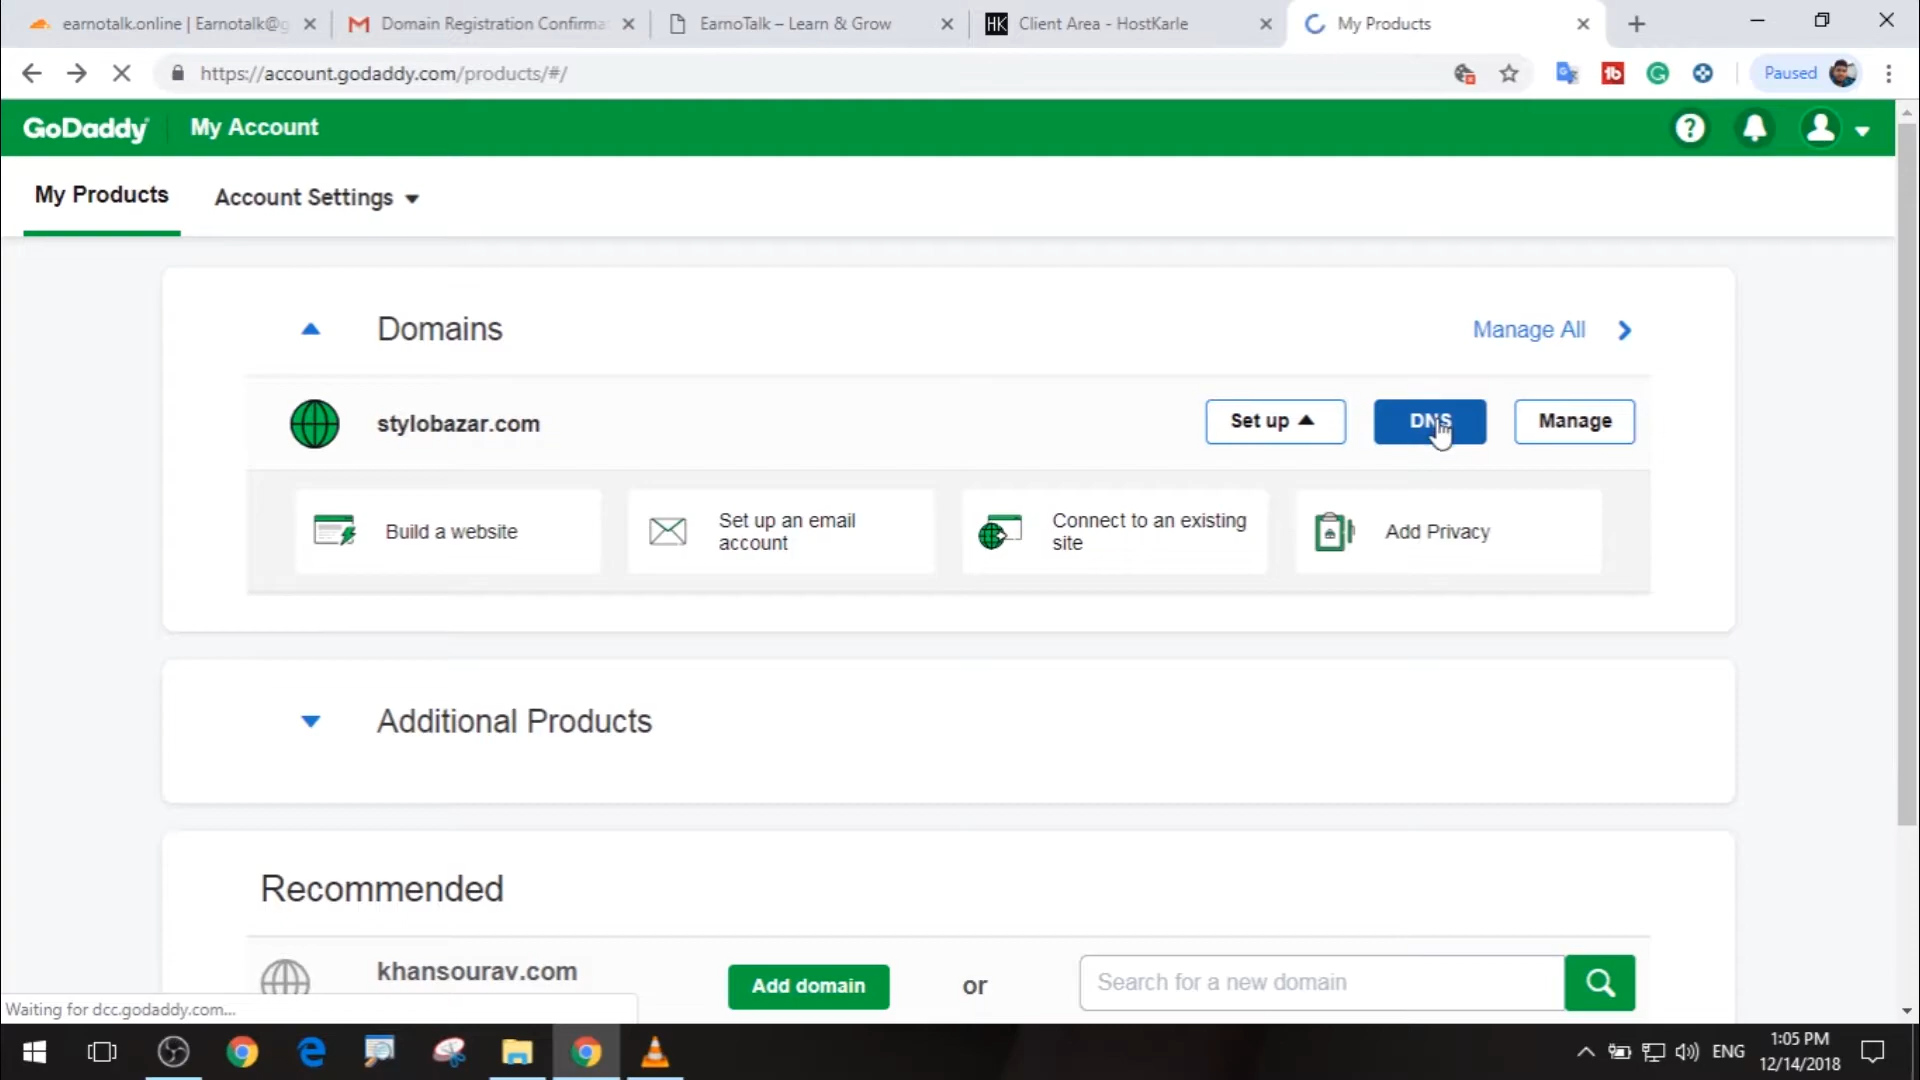 earnotalk.online | Earnotalk@g
Domain Registration Confirma
EarnoTalk – Learn & Grow
HK
Client Area - HostKarle
My Products
https://account.godaddy.com/products/#/
Paused
GoDaddy
My Account
My Products
Account Settings
Domains
Manage All
stylobazar.com
Set up
DNS
Manage
Build a website
Set up an email
account
Connect to an existing
site
Add Privacy
Additional Products
Recommended
khansourav.com
Add domain
or
Search for a new domain
Waiting for dcc.godaddy.com...
ENG
1:05 PM
12/14/2018